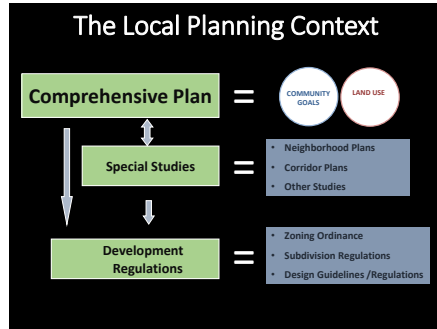 The Local Planning Context
Comprehensive Plan
=
COMMUNITY
GOALS
LAND USE
Special Studies
=
• Neighborhood Plans
• Corridor Plans
• Other Studies
Development
Regulations
=
• Zoning Ordinance
• Subdivision Regulations
• Design Guidelines /Regulations